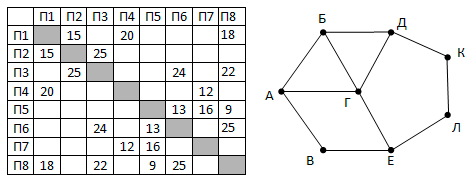 П1 П2 П3 П4 П5 П6 П7 П8
П1 15 20 18
П2 15 25
П3 25 24 22
П4 20 12
П5 13 16 9
П6 24 13 25
П7 12 16
П8 18 22 9 25
Б Д
К
А Г
Л
В Е